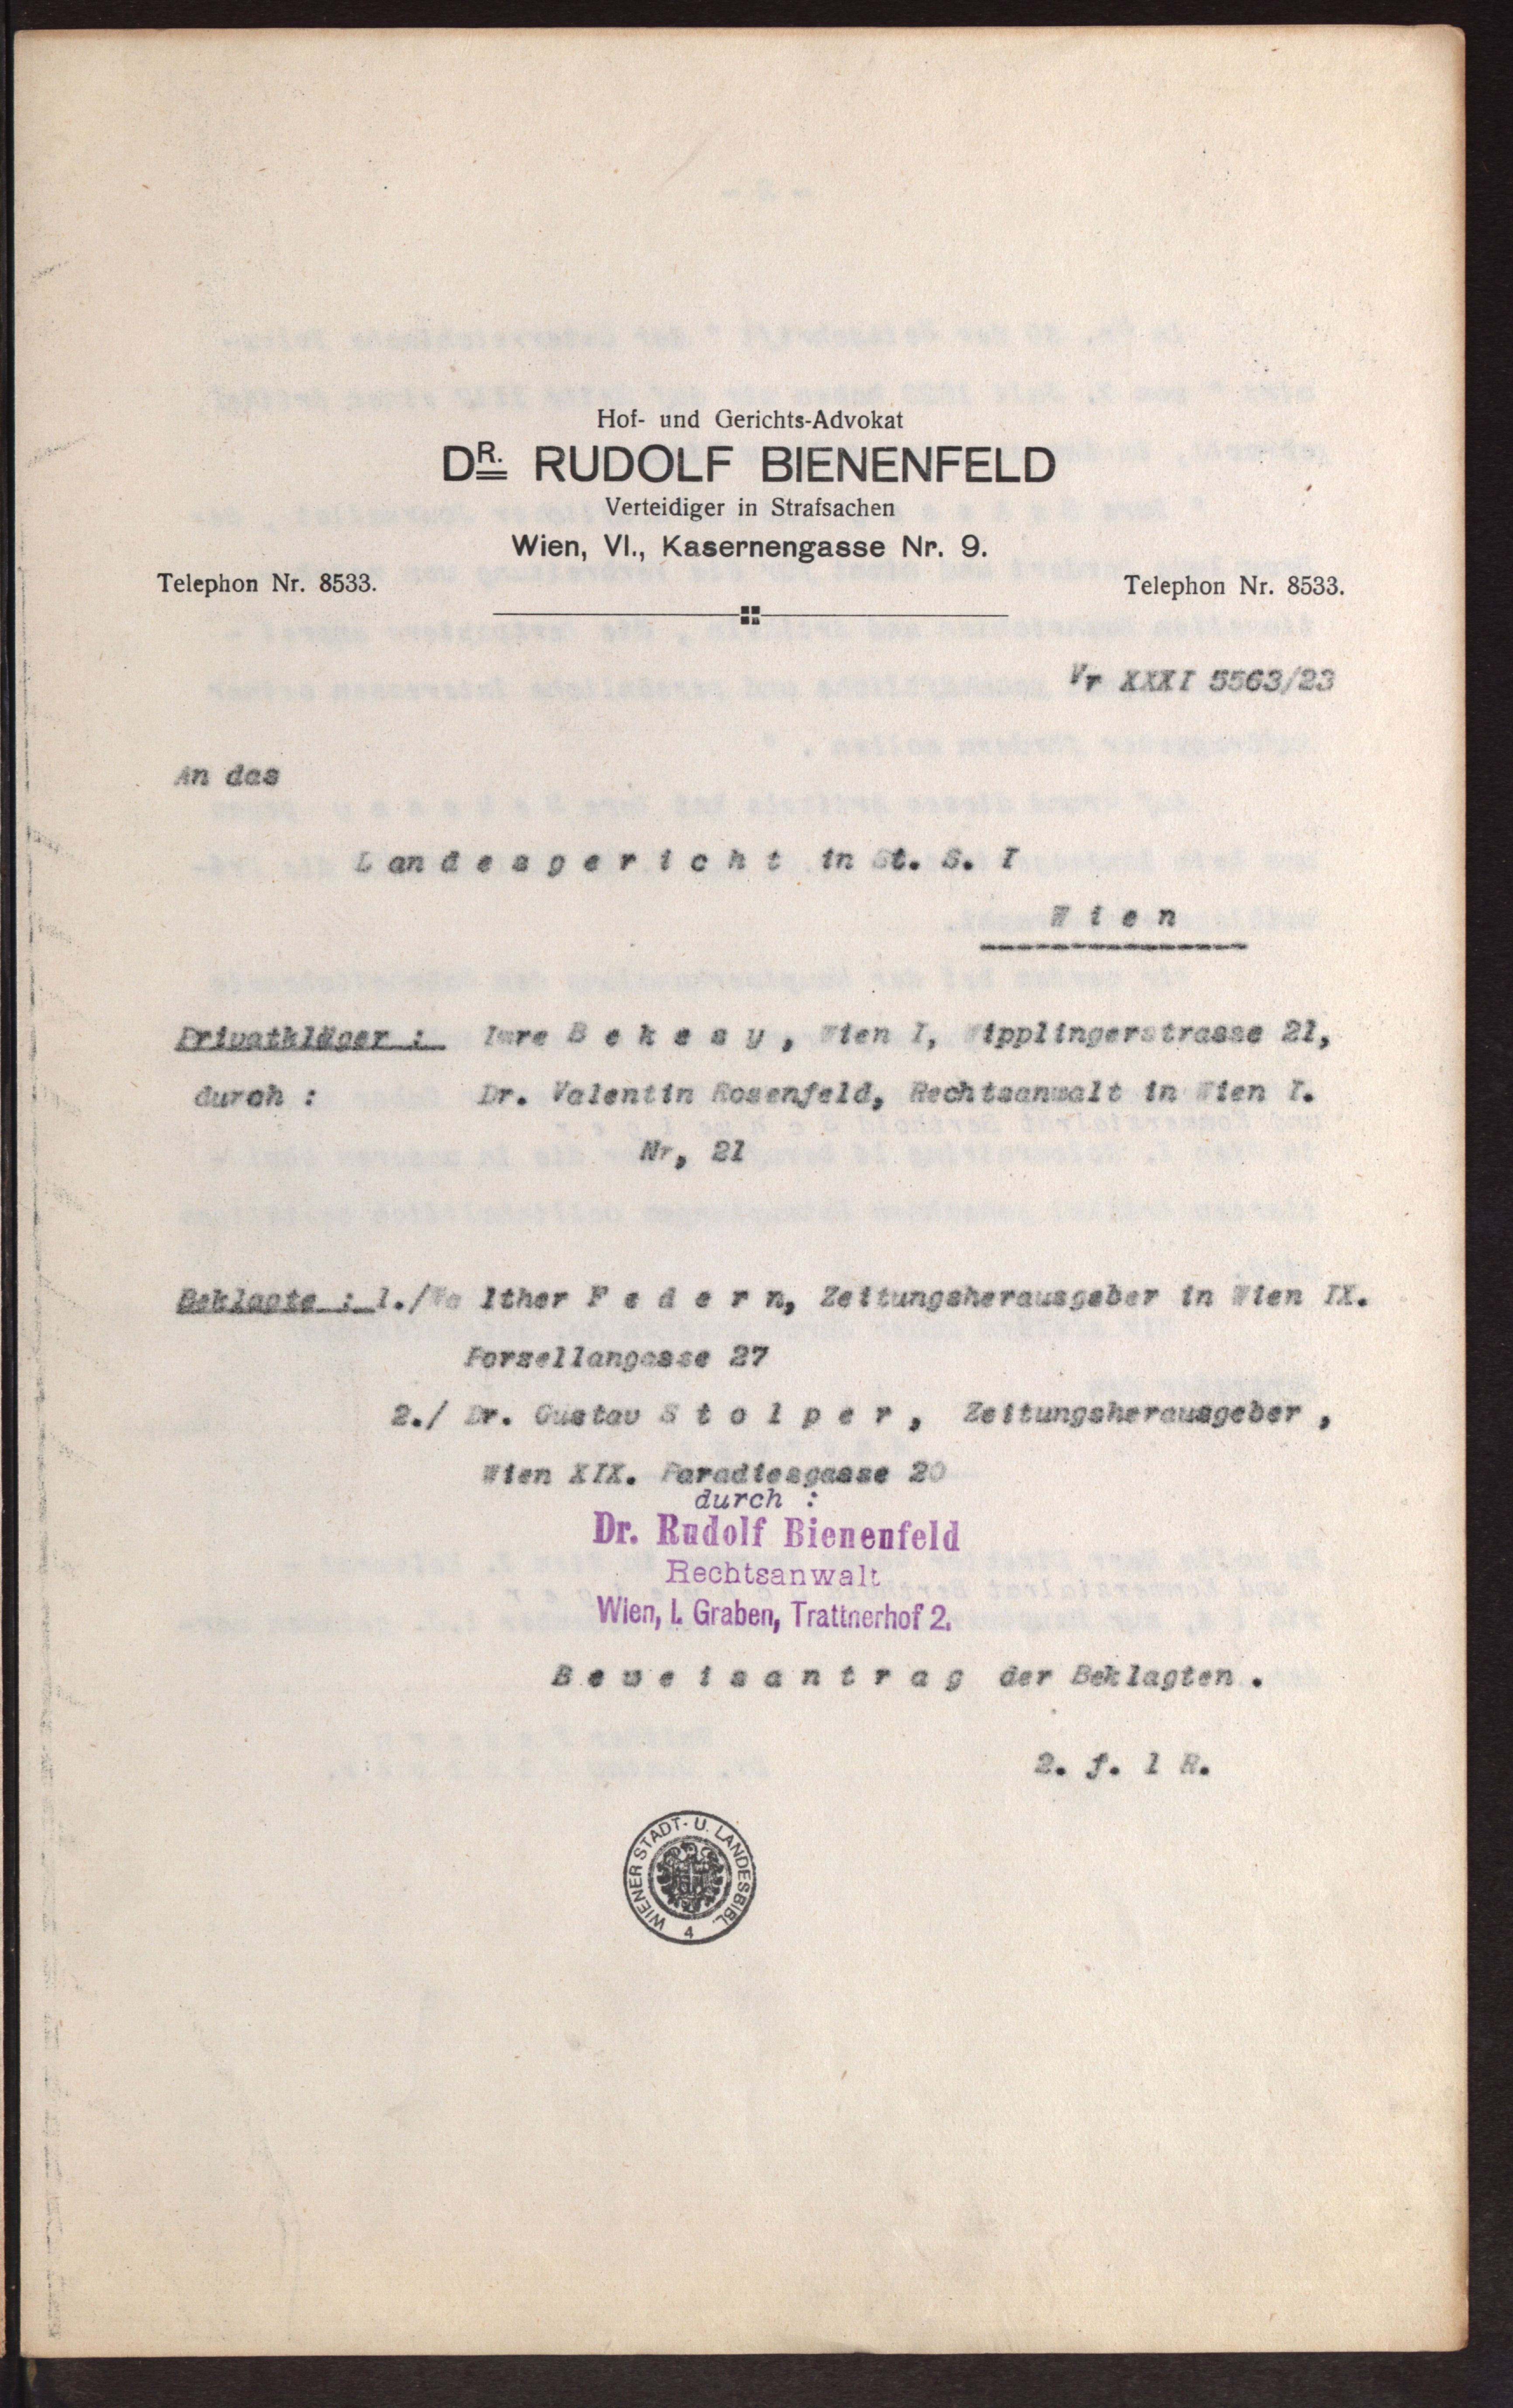 Hof- und Gerichts-Advokat
DR. RUDOLF BIENENFELD
Verteidiger in Strafsachen
Wien, VI., Kasernengasse Nr. 9.
Telephon Nr. 8533.
Telephon Nr. 8533.
Vr XXXI 5563/23
An das
L an d e s g e r i c h t in St. S. I
W i e n
Privatkläger : Imre B e k e s s y , Wien I, Wipplingerstrasse 21,
durch : Dr. Valentin Rosenfeld, Rechtsanwalt in Wien I.
Nr, 21
Beklagte : 1./Wa lther F e d e r n, Zeitungsherausgeber in Wien IX.
Porzellangasse 27
2./ Dr. Gustav S t o l p e r , Zeitungsherausgeber ,
Wien XIX. Paradiesgasse 20
durch :
Dr. Rudolf Bienenfeld
Rechtsanwalt
Wien, I. Graben, Trattnerhof 2.
B e w e i s a n t r a g der Beklagten .
2. f. 1 R.
WIENER STADT- U. LANDESBIBL.
4